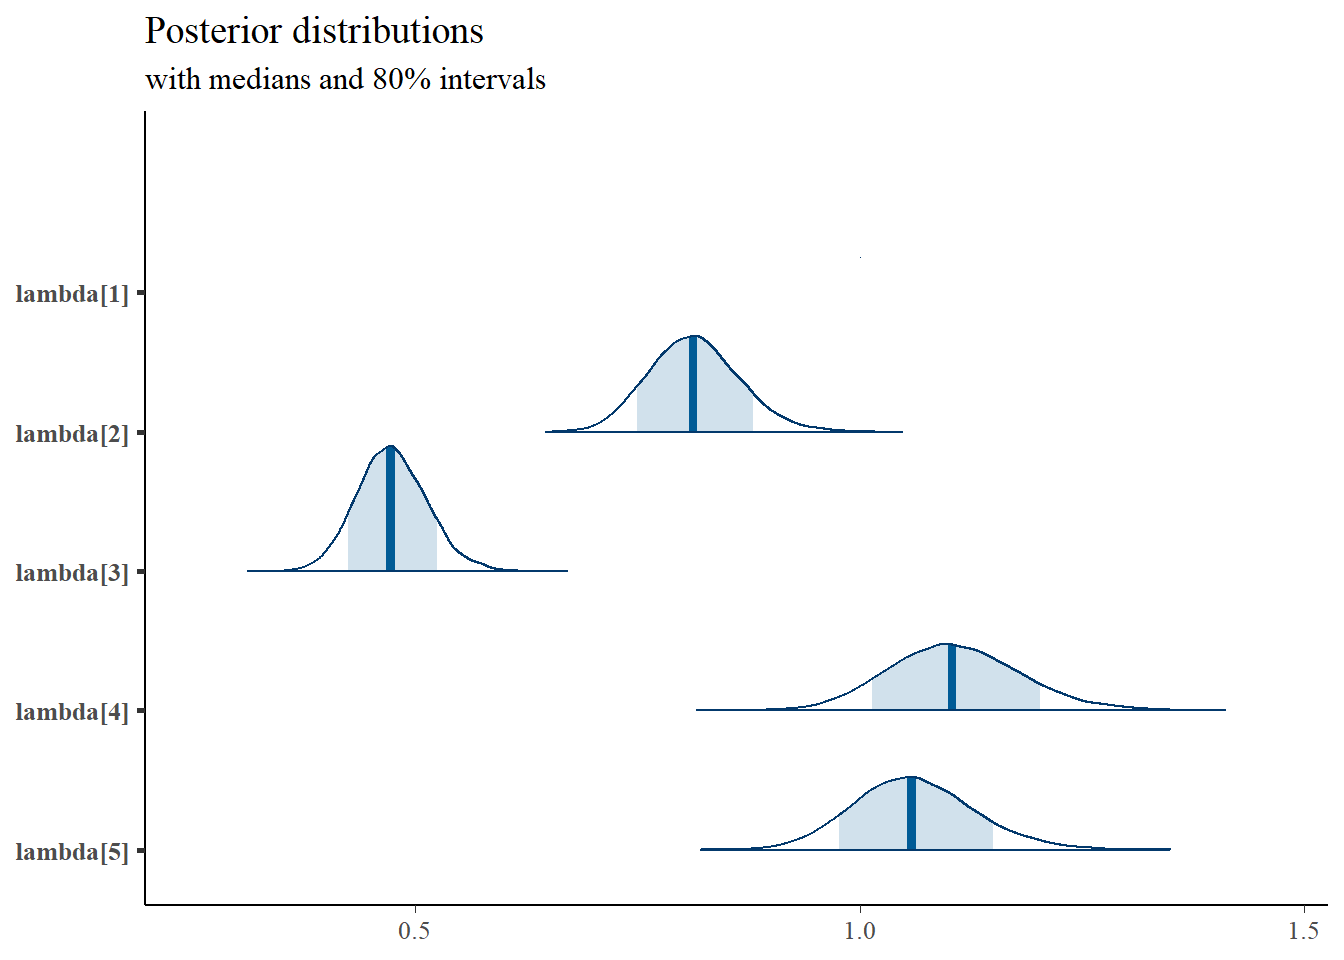 Posterior distributions
with medians and 80% intervals
lambda[1]
lambda[2]
lambda[3]
lambda[4]
lambda[5]
0.5
1.0
1.5